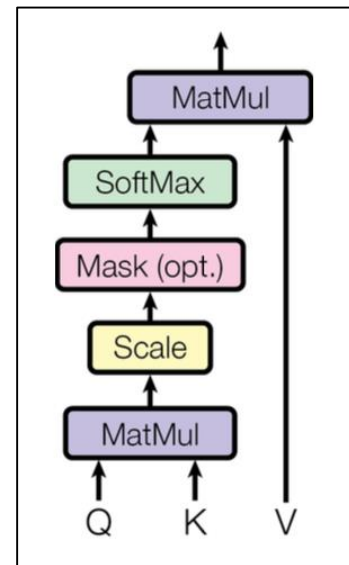 MatMul
SoftMax
Mask (opt.)
Scale
MatMul
Q K V